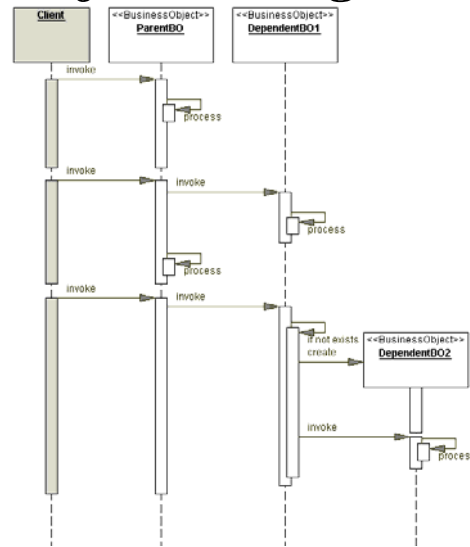 Client
<<BusinessObject>>
ParentBO
<<BusinessObject>>
DependentBO1
invoke
process
invoke
invoke
process
process
invoke
invoke
if not exists
create
<<BusinessObject>>
DependentBO2
invoke
process